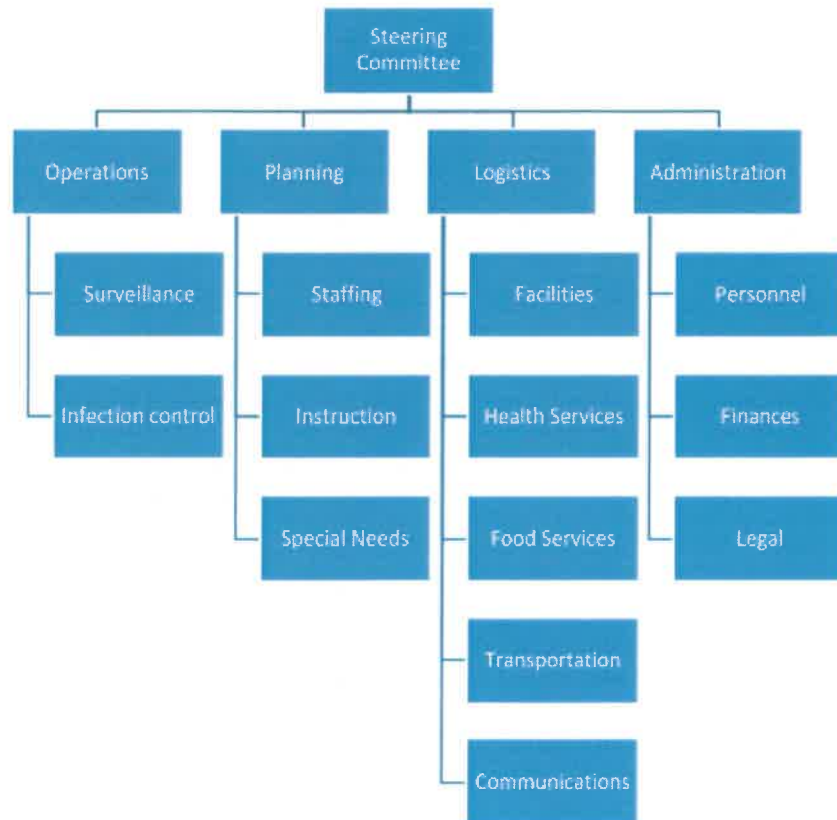 Steering
Committee
Operations
Planning
Logistics
Administration
Surveillance
Staffing
Facilities
Personnel
Infection control
Instruction
Health Services
Finances
Special Needs
Food Services
Legal
Transportation
Communications